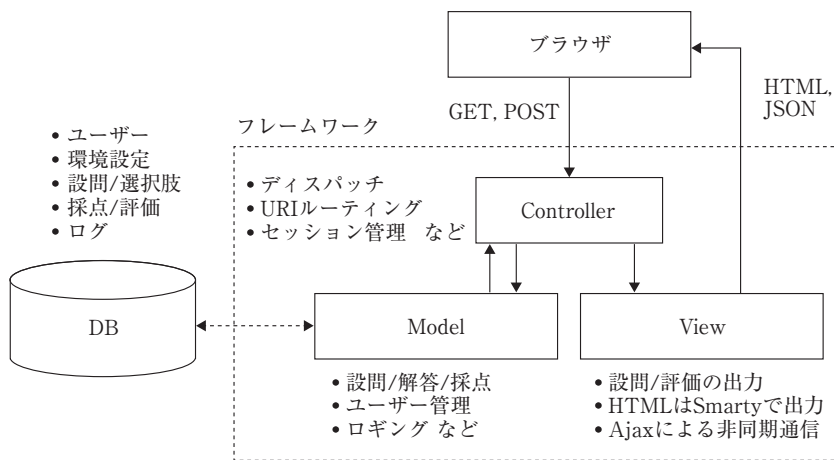 ブラウザ
GET, POST
HTML,
JSON
フレームワーク
• ユーザー
• 環境設定
• 設問/選択肢
• 採点/評価
• ログ
• ディスパッチ
• URIルーティング
• セッション管理 など
Controller
DB
Model
View
• 設問/解答/採点
• ユーザー管理
• ロギング など
• 設問/評価の出力
• HTMLはSmartyで出力
• Ajaxによる非同期通信